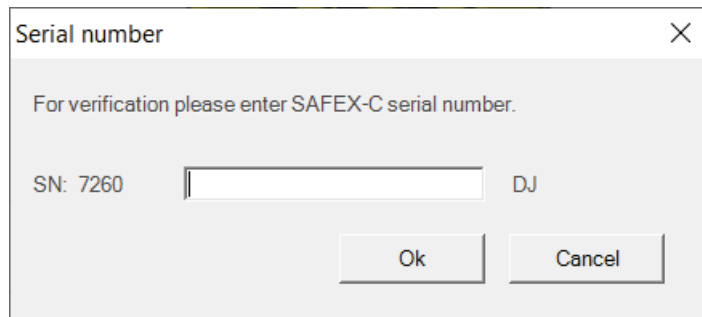 Serial number
For verification please enter SAFEX-C serial number.
SN: 7260 DJ
Ok Cancel